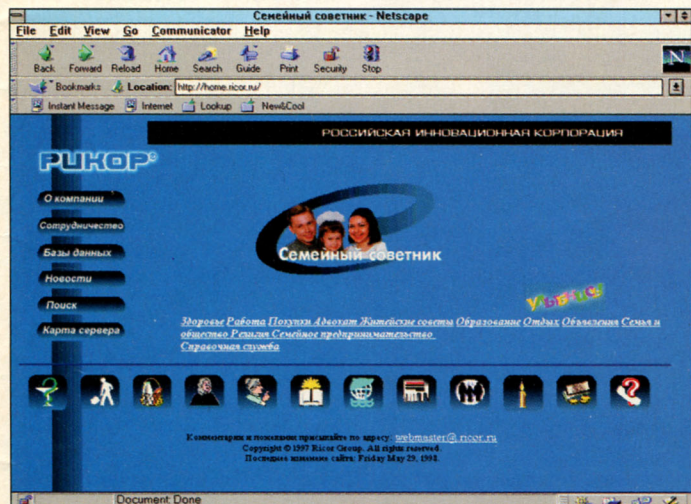 Семейный советник - Netscape
File Edit View Go Communicator Help
Back Forward Reload Home Search Guide Print Security Stop
N
Bookmarks Location: http://home.ricor.ru/
Instant Message Internet Lookup New&Cool
РОССИЙСКАЯ ИННОВАЦИОННАЯ КОРПОРАЦИЯ
РИКОР
О компании
Сотрудничество
Базы данных
Новости
Поиск
Карта сервера
Семейный советник
Здоровье Работа Покупки Адвокат Житейские советы Образование Отдых Объявления Семья и
общество Религия Семейное предпринимательство
Справочная служба
Комментарии и пожелания присылайте по адресу: webmaster@.ricor.ru
Copyright © 1997 Ricor Group. All rights reserved.
Последнее изменение сайта: Friday May 29, 1998.
Document: Done